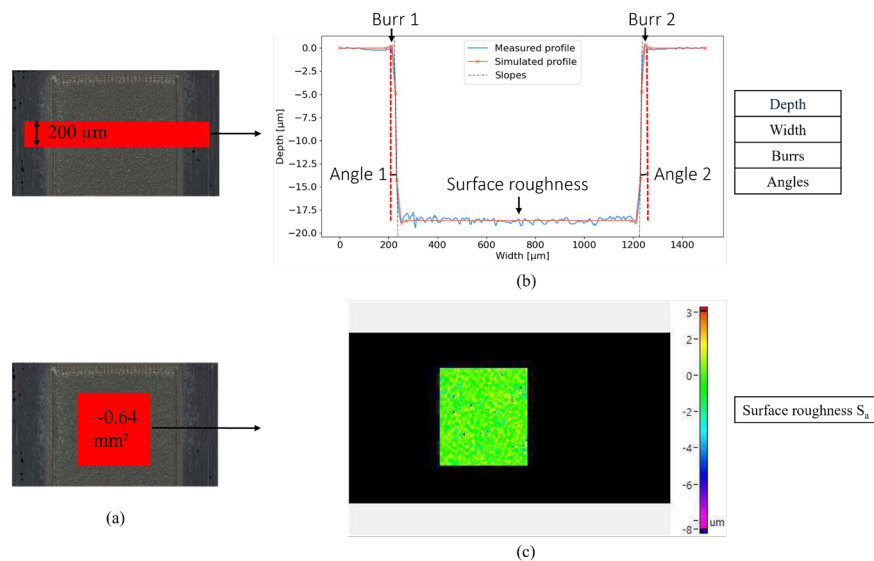 Burr 1
Burr 2
200 μm
0.0
−2.5
−5.0
−7.5
−10.0
−12.5
−15.0
−17.5
−20.0
Depth [μm]
Measured profile
Simulated profile
Slopes
Angle 1
Angle 2
Surface roughness
0
200
400
600
800
1000
1200
1400
Width [μm]
(b)
Depth
Width
Burrs
Angles
~0.64
mm²
(a)
3
2
0
-2
-4
-6
-8
um
(c)
Surface roughness Sa